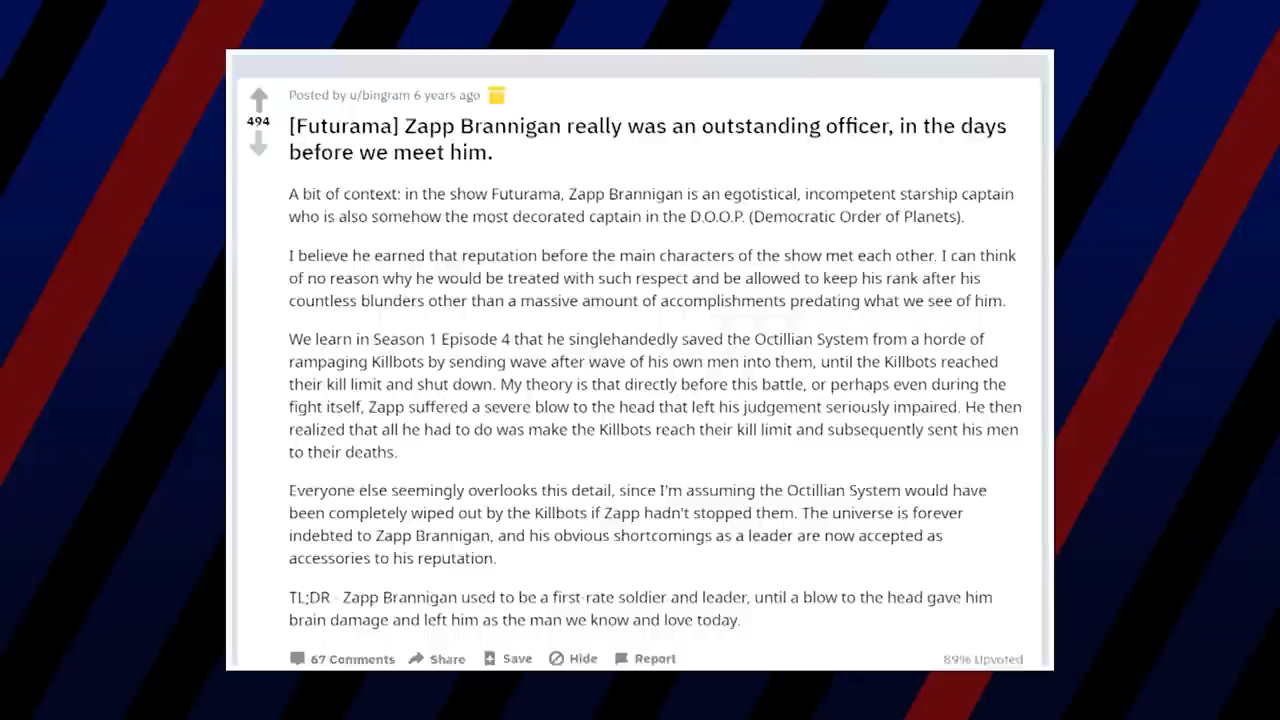 Posted by u/bingram 6 years ago
494
[Futurama] Zapp Brannigan really was an outstanding officer, in the days
before we meet him.
A bit of context: in the show Futurama, Zapp Brannigan is an egotistical, incompetent starship captain
who is also somehow the most decorated captain in the D.O.O.P. (Democratic Order of Planets).
I believe he earned that reputation before the main characters of the show met each other. I can think
of no reason why he would be treated with such respect and be allowed to keep his rank after his
countless blunders other than a massive amount of accomplishments predating what we see of him.
We learn in Season 1 Episode 4 that he singlehandedly saved the Octillian System from a horde of
rampaging Killbots by sending wave after wave of his own men into them, until the Killbots reached
their kill limit and shut down. My theory is that directly before this battle, or perhaps even during the
fight itself, Zapp suffered a severe blow to the head that left his judgement seriously impaired. He then
realized that all he had to do was make the Killbots reach their kill limit and subsequently sent his men
to their deaths.
Everyone else seemingly overlooks this detail, since I'm assuming the Octillian System would have
been completely wiped out by the Killbots if Zapp hadn't stopped them. The universe is forever
indebted to Zapp Brannigan, and his obvious shortcomings as a leader are now accepted as
accessories to his reputation.
TL;DR - Zapp Brannigan used to be a first-rate soldier and leader, until a blow to the head gave him
brain damage and left him as the man we know and love today.
67 Comments Share Save Hide Report 89% Upvoted